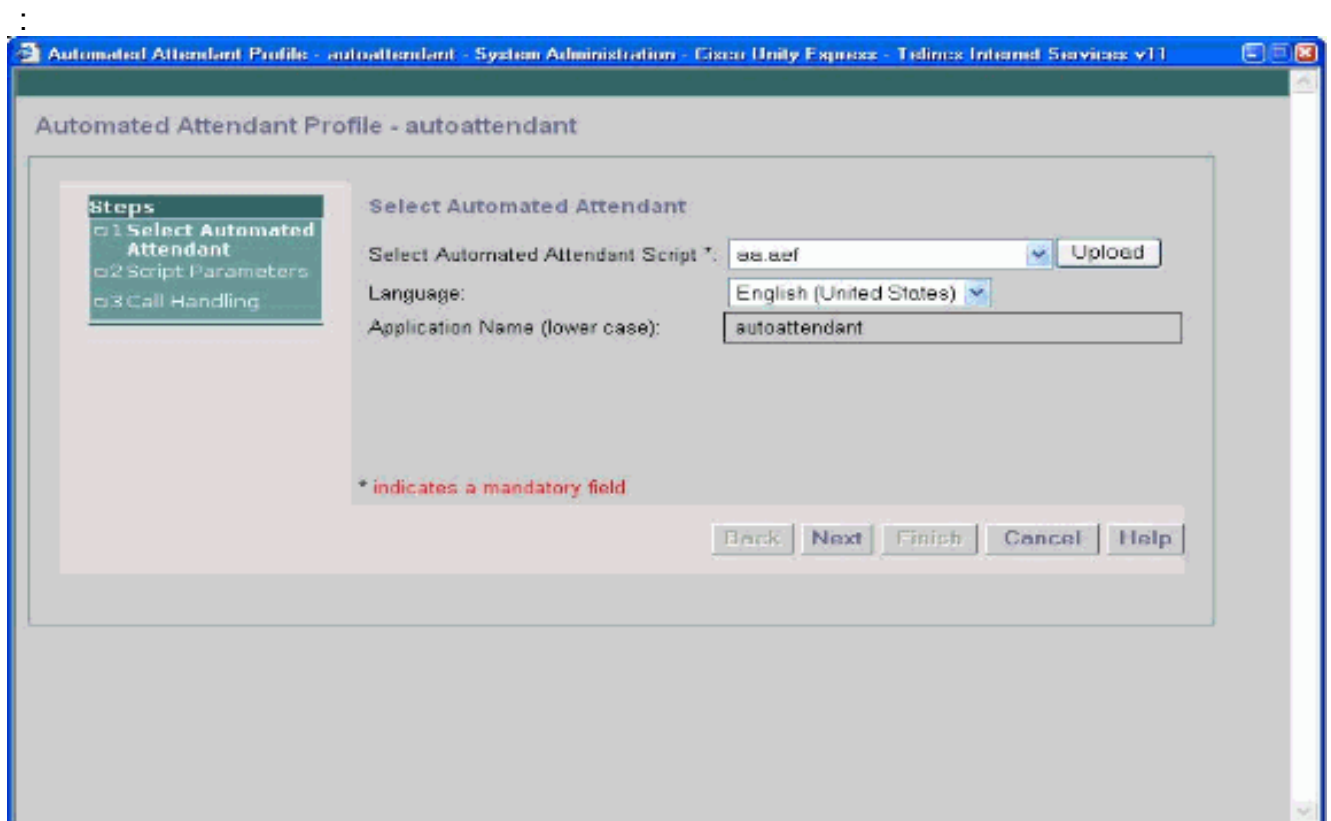 :
Automated Attendant Profile - autoattendant - System Administration - Cisco Unity Express - Telinex Internet Services v11
Automated Attendant Profile - autoattendant
Steps
1 Select Automated Attendant
2 Script Parameters
3 Call Handling
Select Automated Attendant
Select Automated Attendant Script *: aa.aef Upload
Language: English (United States)
Application Name (lower case): autoattendant
* indicates a mandatory field
Back Next Finish Cancel Help